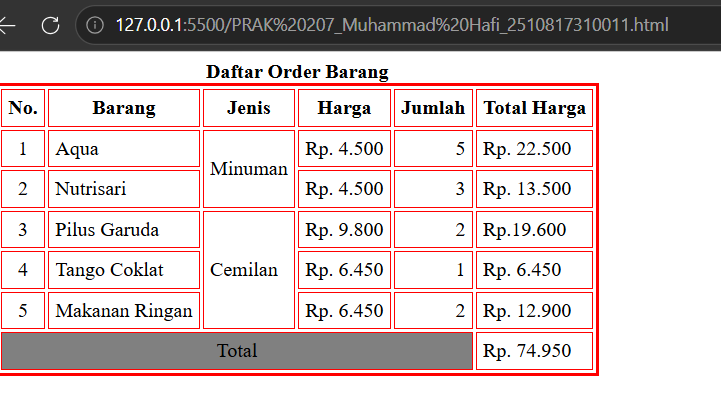 127.0.0.1:5500/PRAK%20207_Muhammad%20Hafi_2510817310011.html
Daftar Order Barang
No. Barang Jenis Harga Jumlah Total Harga
1 Aqua Minuman Rp. 4.500 5 Rp. 22.500
2 Nutrisari Rp. 4.500 3 Rp. 13.500
3 Pilus Garuda Cemilan Rp. 9.800 2 Rp.19.600
4 Tango Coklat Rp. 6.450 1 Rp. 6.450
5 Makanan Ringan Rp. 6.450 2 Rp. 12.900
Total Rp. 74.950